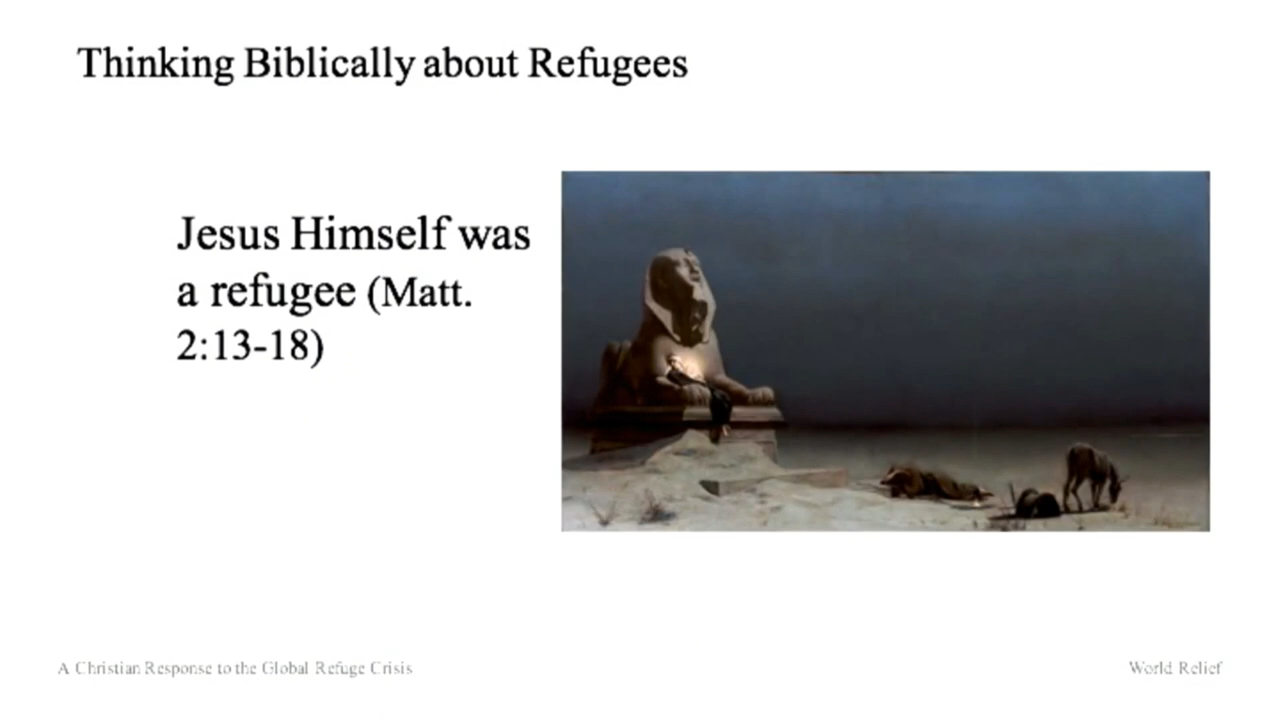 Thinking Biblically about Refugees
Jesus Himself was
a refugee (Matt.
2:13-18)
A Christian Response to the Global Refuge Crisis
World Relief